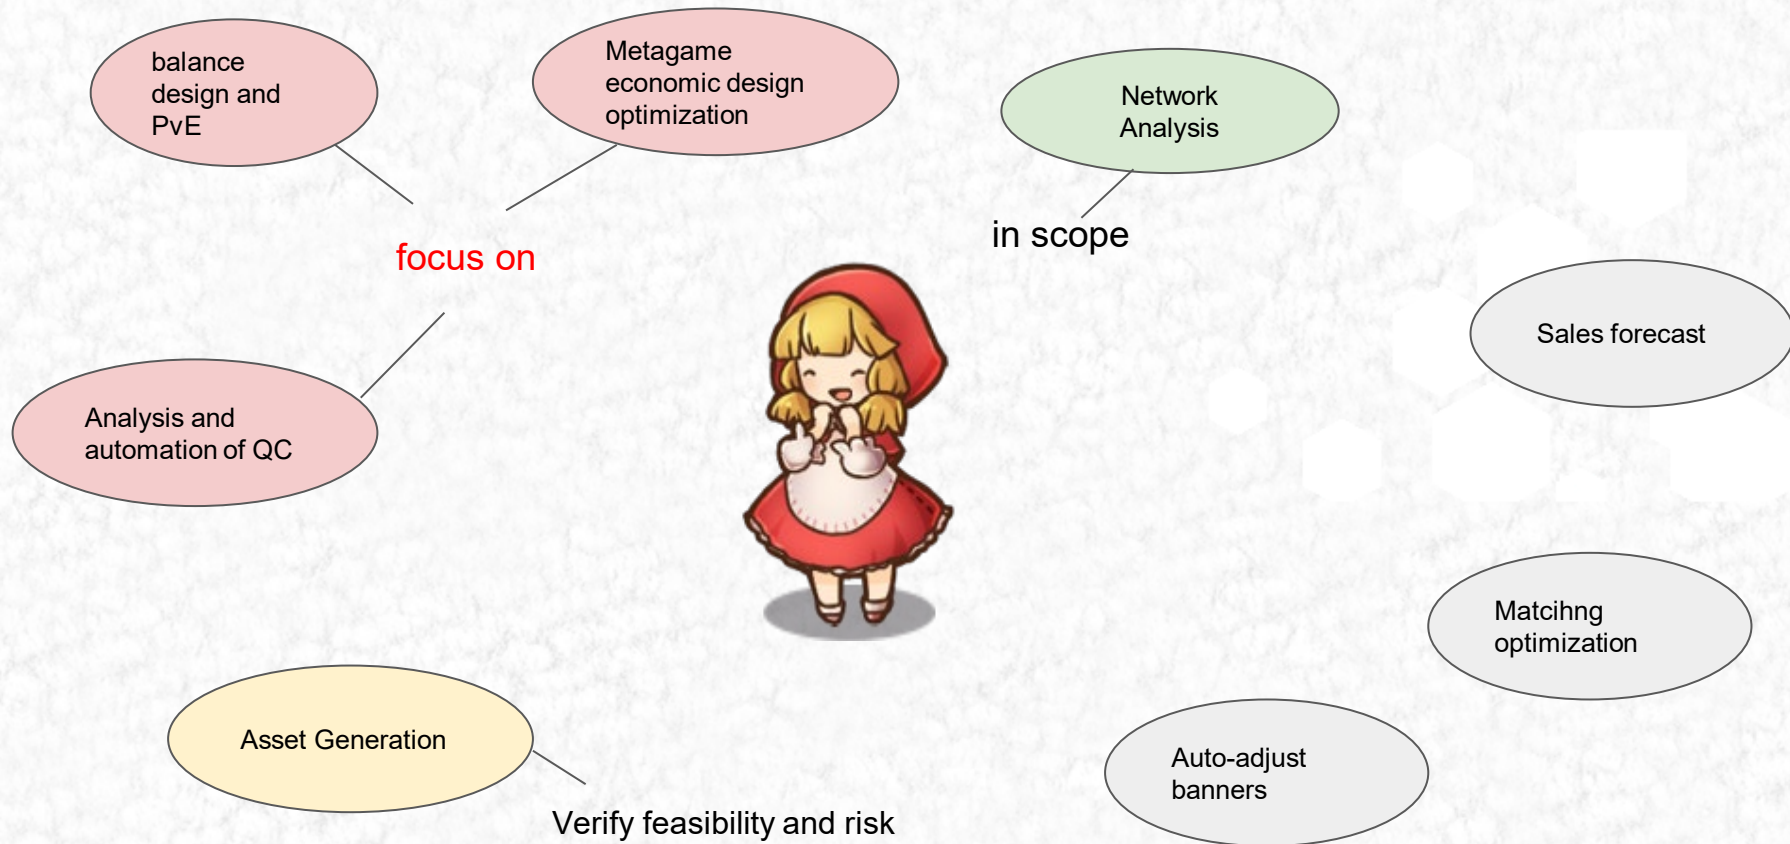 balance
design and
PvE
Metagame
economic design
optimization
Network
Analysis
in scope
focus on
Sales forecast
Analysis and
automation of QC
Matcihng
optimization
Asset Generation
Auto-adjust
banners
Verify feasibility and risk